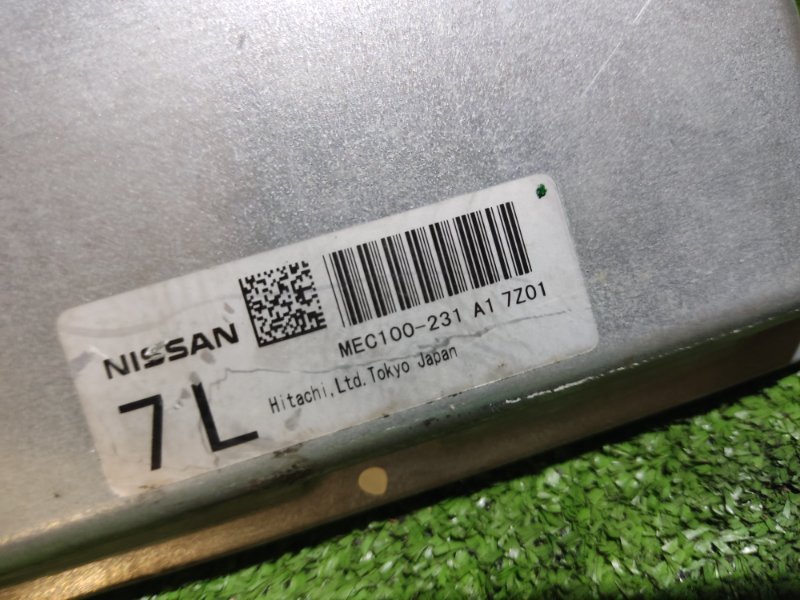 NISSAN
MEC100-231 A1 7Z01
7L
Hitachi,Ltd.Tokyo Japan